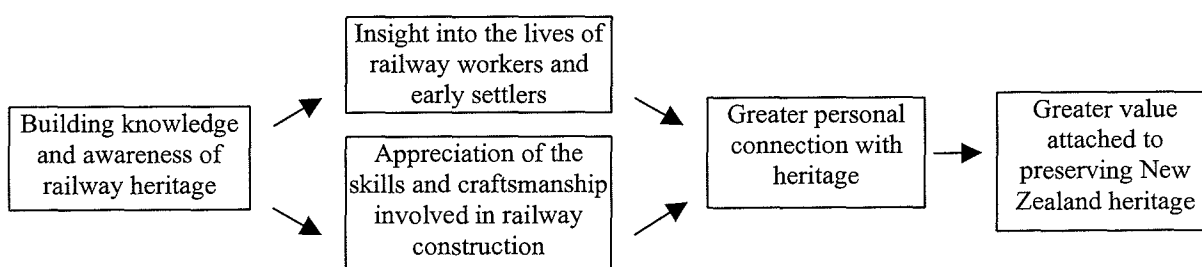 Building knowledge
and awareness of
railway heritage
Insight into the lives of
railway workers and
early settlers
Appreciation of the
skills and craftsmanship
involved in railway
construction
Greater personal
connection with
heritage
Greater value
attached to
preserving New
Zealand heritage